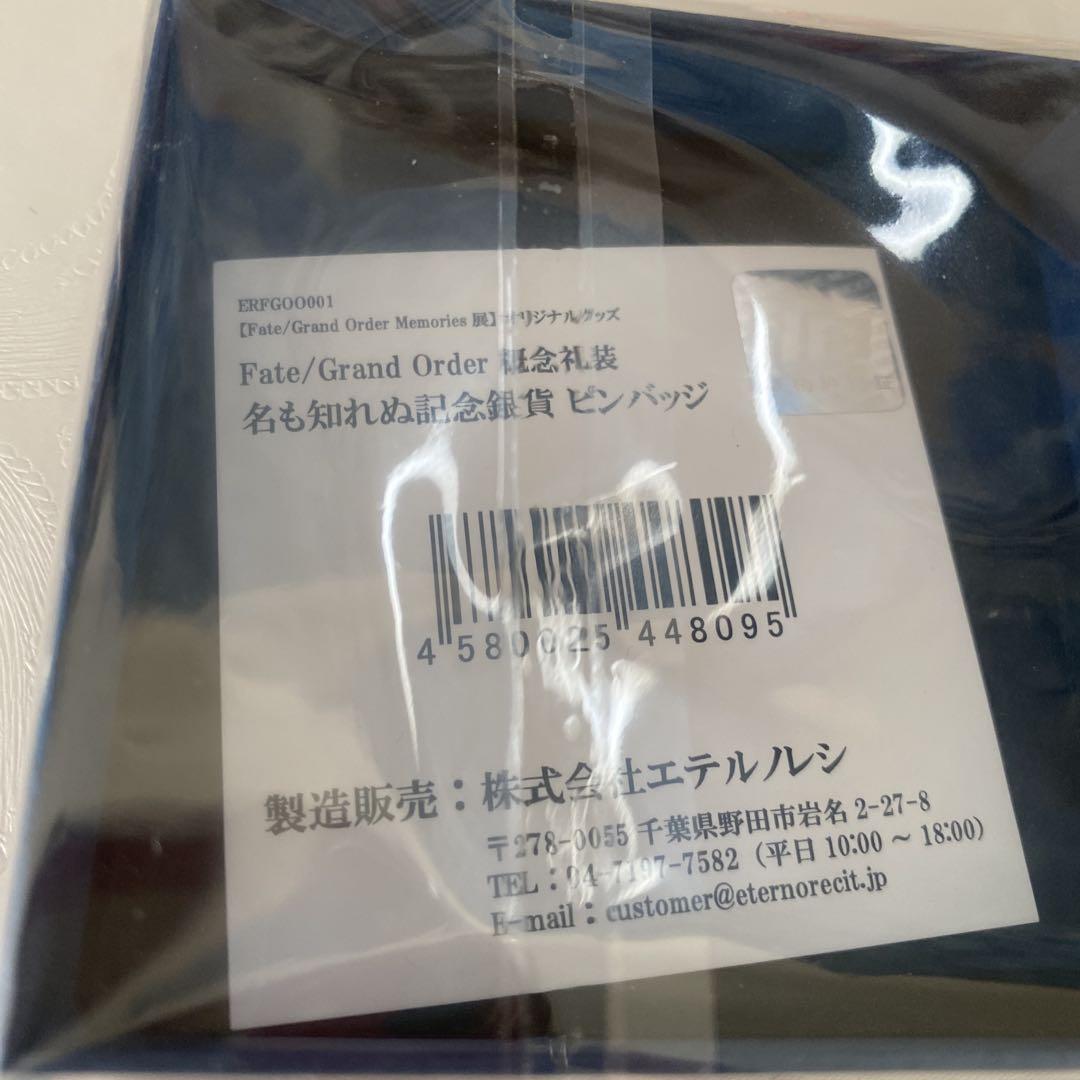 ERFGOO001
【Fate/Grand Order Memories 展】オリジナルグッズ
Fate/Grand Order 概念礼装
名も知れぬ記念銀貨 ピンバッジ
4 580025 448095
製造販売：株式会社エテルノレシ
〒278-0055 千葉県野田市岩名 2-27-8
TEL：04-7197-7582（平日 10:00 ～ 18:00）
E-mail：customer@eternorecit.jp
証